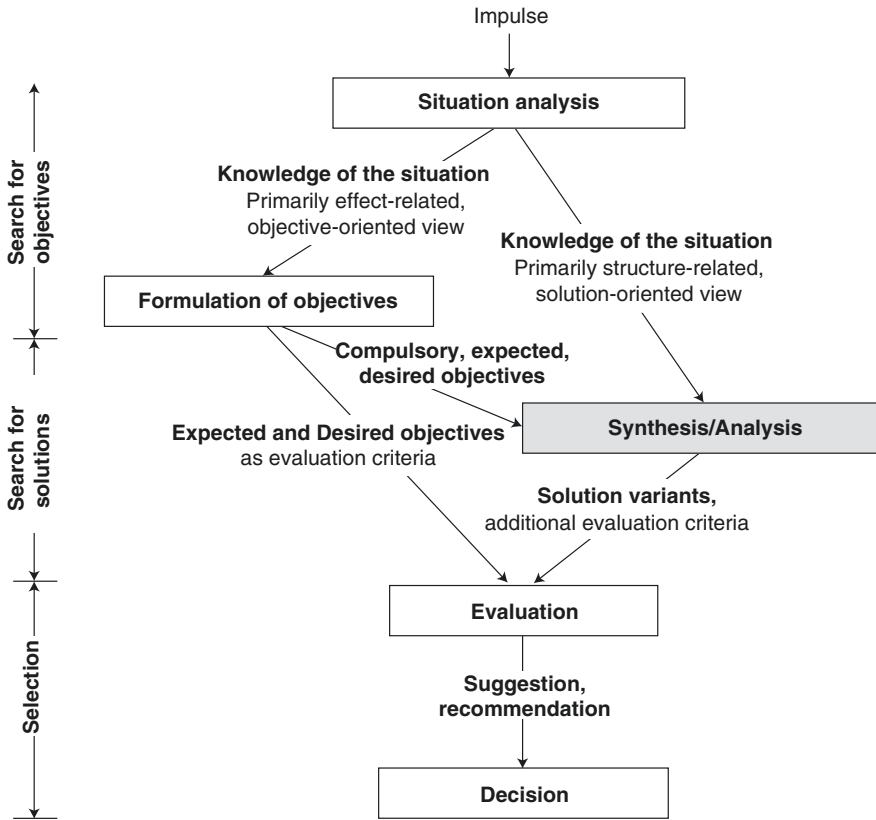 Impulse
Situation analysis
Search for
objectives
Knowledge of the situation
Primarily effect-related,
objective-oriented view
Knowledge of the situation
Primarily structure-related,
solution-oriented view
Formulation of objectives
Search for
solutions
Compulsory, expected,
desired objectives
Synthesis/Analysis
Expected and Desired objectives
as evaluation criteria
Solution variants,
additional evaluation criteria
Selection
Evaluation
Suggestion,
recommendation
Decision